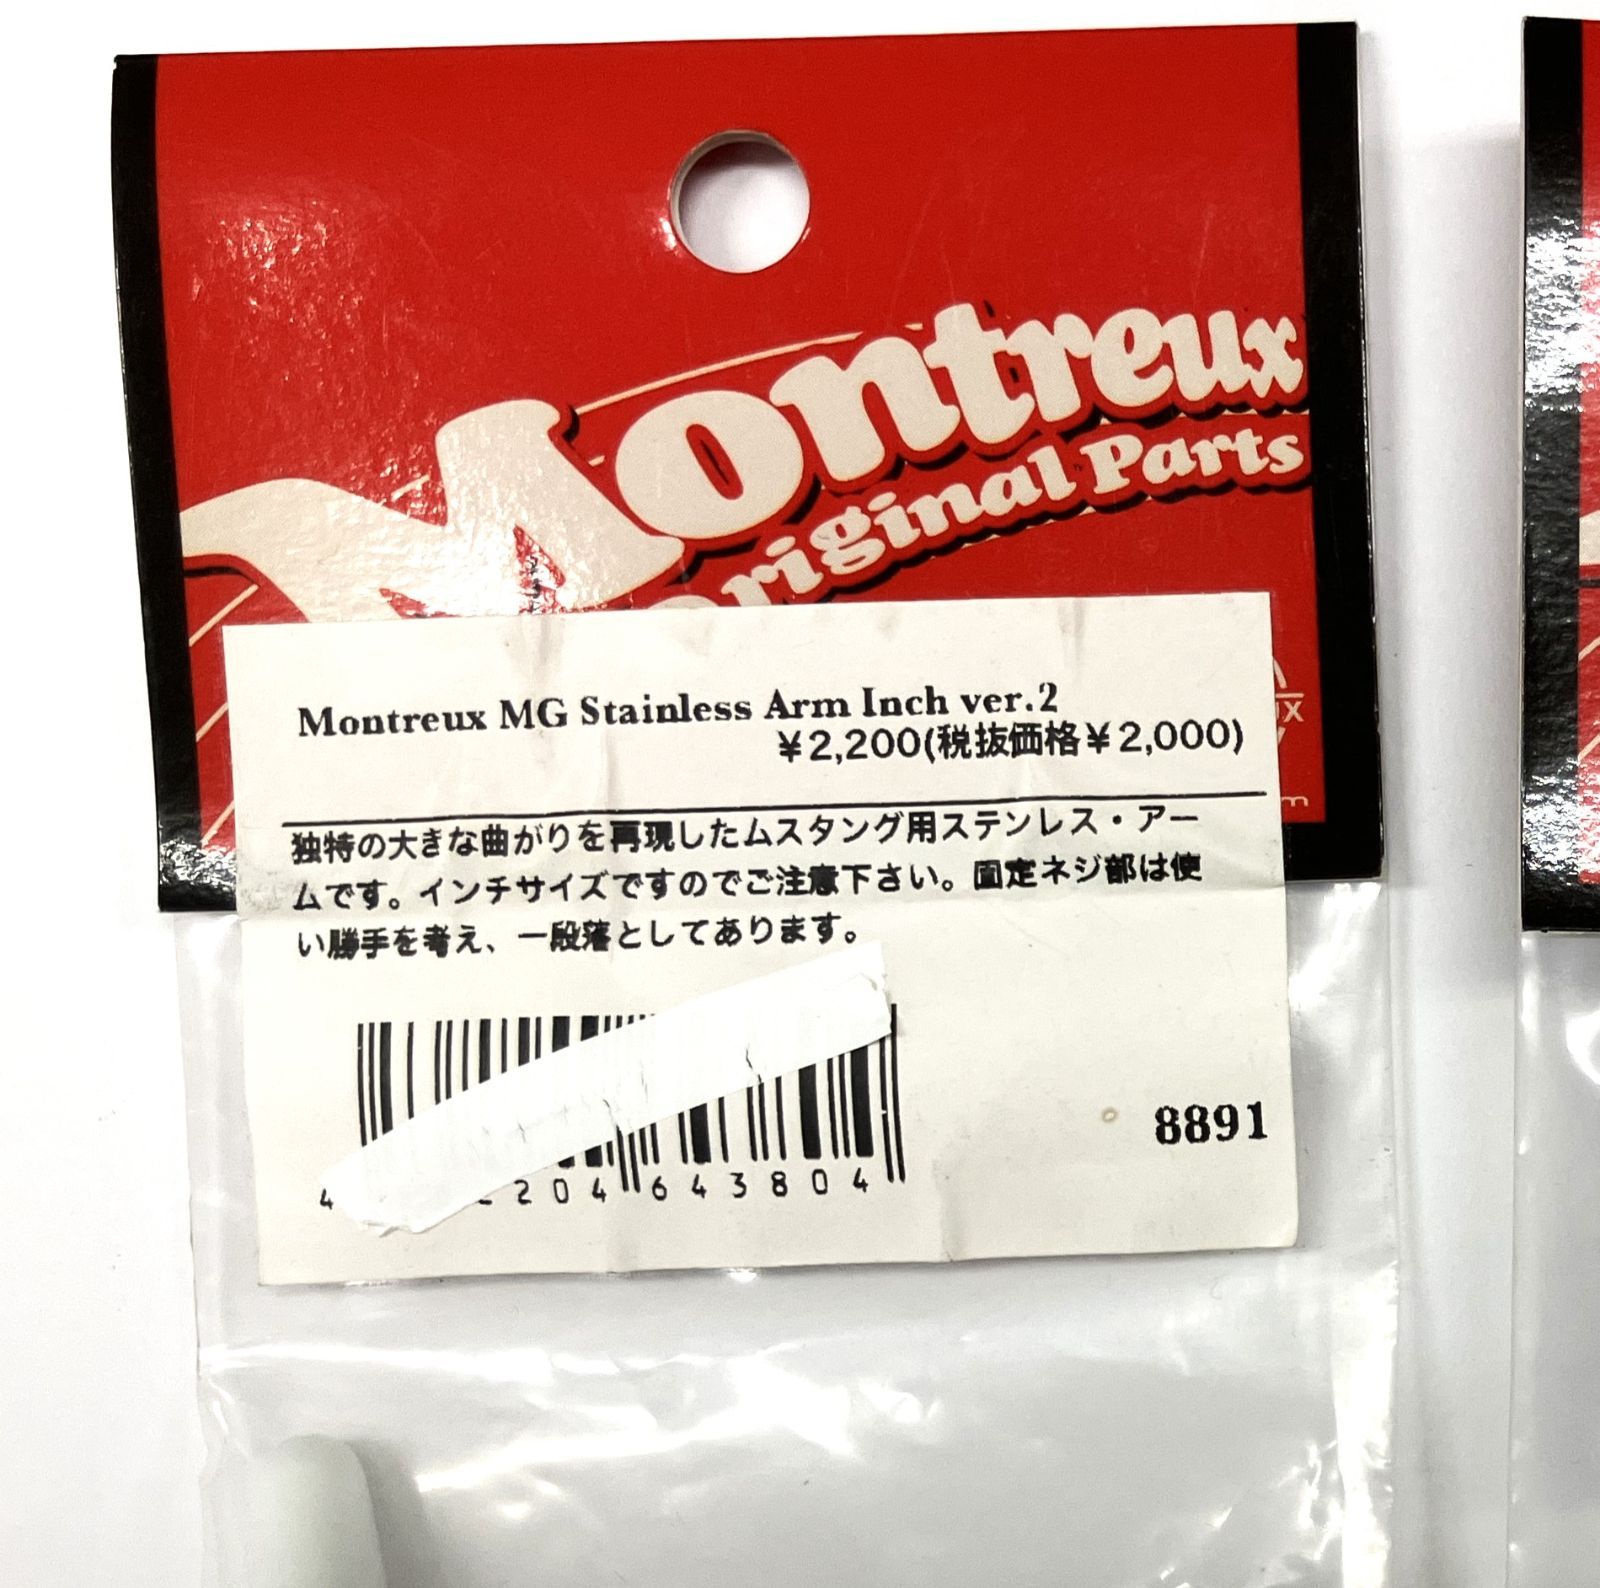 Montreux
Original Parts
Montreux MG Stainless Arm Inch ver.2
¥2,200(税抜価格¥2,000)
独特の大きな曲がりを再現したムスタング用ステンレス・アー
ムです。インチサイズですのでご注意下さい。固定ネジ部は使
い勝手を考え、一段落としてあります。
8891
4 204 643804